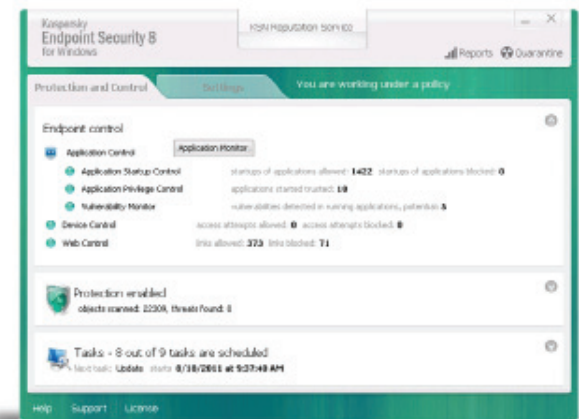 Kaspersky
Endpoint Security 8
for Windows
KSN Reputation Service
Reports Quarantine
Protection and Control Settings You are working under a policy
Endpoint control
Application Control Application Monitor
Application Startup Control startups of applications allowed: 1422 startups of applications blocked: 0
Application Privilege Control applications started trusted: 10
Vulnerability Monitor vulnerabilities detected in running applications, potential:
Device Control access attempts allowed: 0 access attempts blocked: 0
Web Control links allowed: 373 links blocked: 71
Protection enabled
objects scanned: 22309, threats found: 0
Tasks - 8 out of 9 tasks are scheduled
Next task: Update starts at 9:37:40 AM
Help Support License